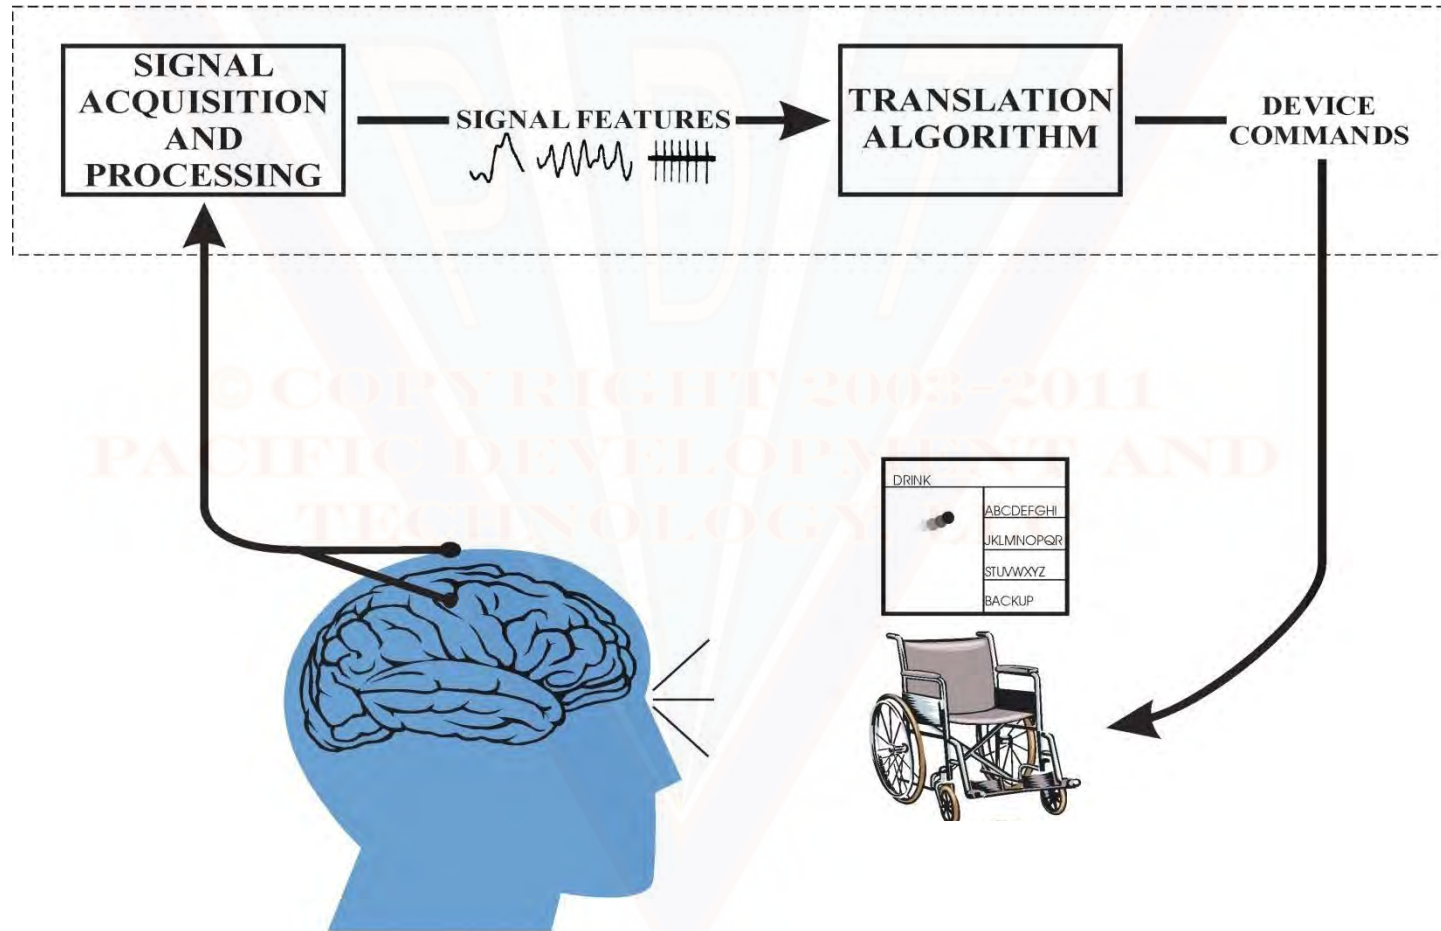 SIGNAL
ACQUISITION
AND
PROCESSING
SIGNAL FEATURES
TRANSLATION
ALGORITHM
DEVICE
COMMANDS
P D T
© COPYRIGHT 2003-2011
PACIFIC DEVELOPMENT AND
TECHNOLOGY,
DRINK
ABCDEFGHI
JKLMNOPQR
STUVWXYZ
BACKUP